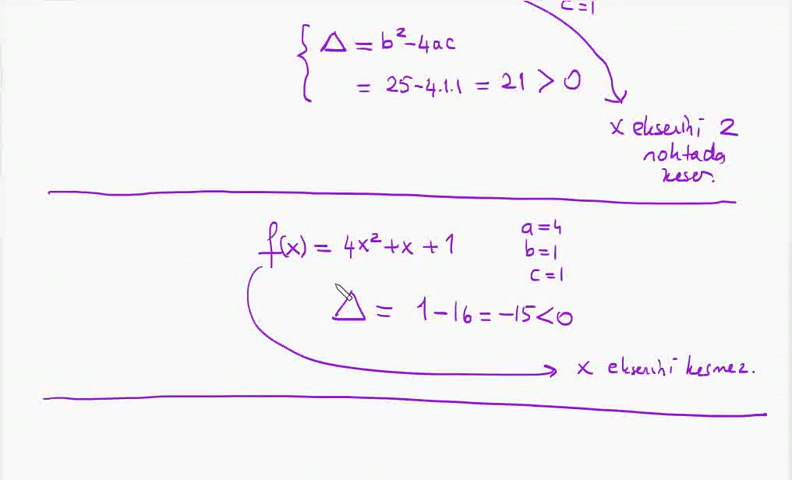 c=1
Δ = b²-4ac
= 25-4.1.1 = 21 > 0
x eksenini 2
noktada
keser.
f(x) = 4x²+x+1
a=4
b=1
c=1
Δ = 1-16 = -15<0
x eksenini kesmez.